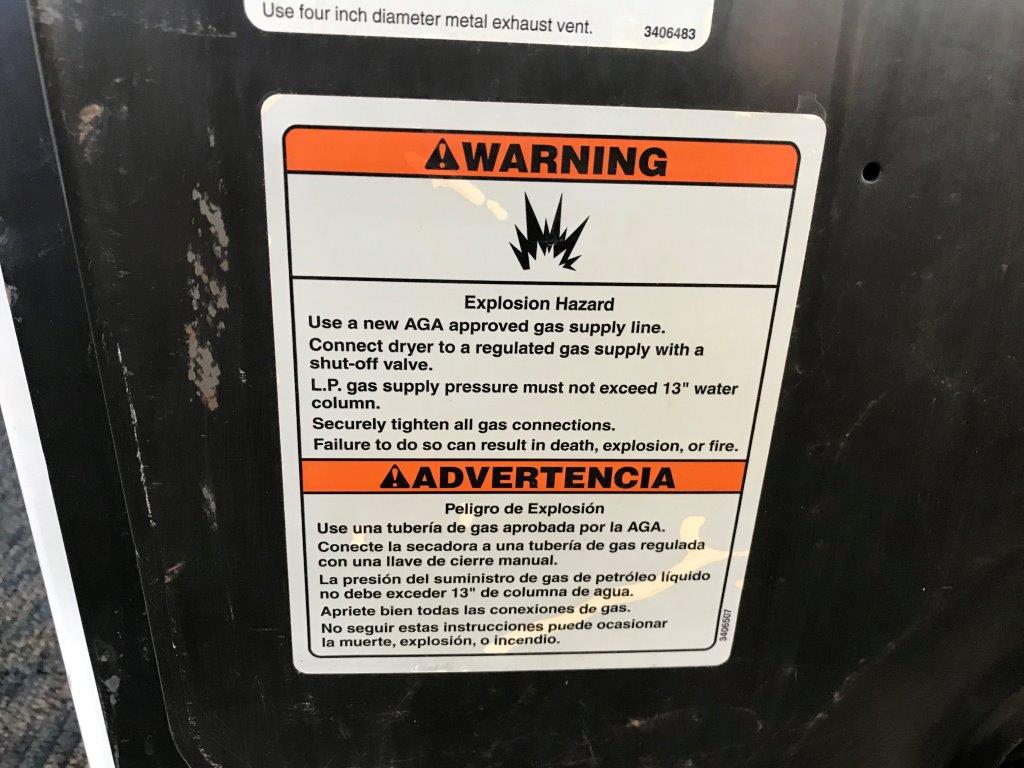 Use four inch diameter metal exhaust vent.
3406483
WARNING
Explosion Hazard
Use a new AGA approved gas supply line.
Connect dryer to a regulated gas supply with a
shut-off valve.
L.P. gas supply pressure must not exceed 13" water
column.
Securely tighten all gas connections.
Failure to do so can result in death, explosion, or fire.
ADVERTENCIA
Peligro de Explosión
Use una tubería de gas aprobada por la AGA.
Conecte la secadora a una tubería de gas regulada
con una llave de cierre manual.
La presión del suministro de gas de petróleo líquido
no debe exceder 13" de columna de agua.
Apriete bien todas las conexiones de gas.
No seguir estas instrucciones puede ocasionar
la muerte, explosión, o incendio.
3406507